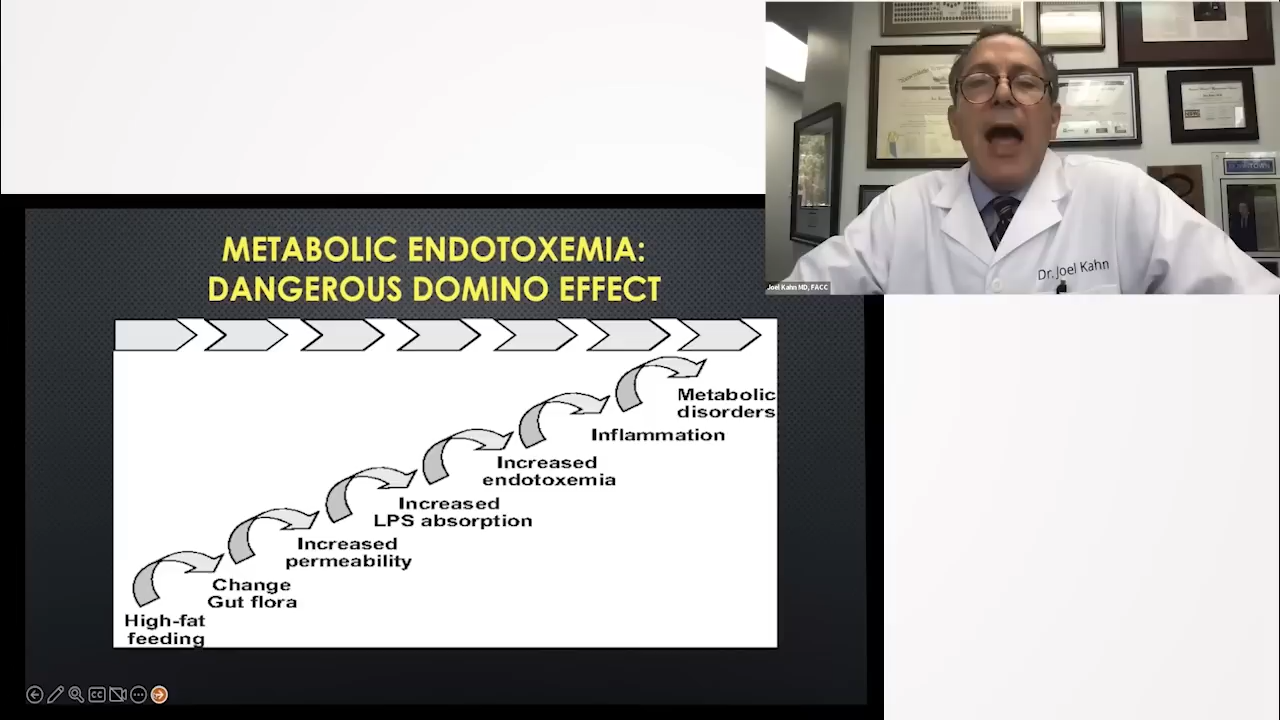 METABOLIC ENDOTOXEMIA:
DANGEROUS DOMINO EFFECT
Metabolic
disorders
Inflammation
Increased
endotoxemia
Increased
LPS absorption
Increased
permeability
Change
Gut flora
High-fat
feeding
Dr. Joel Kahn
Joel Kahn MD, FACC
CC